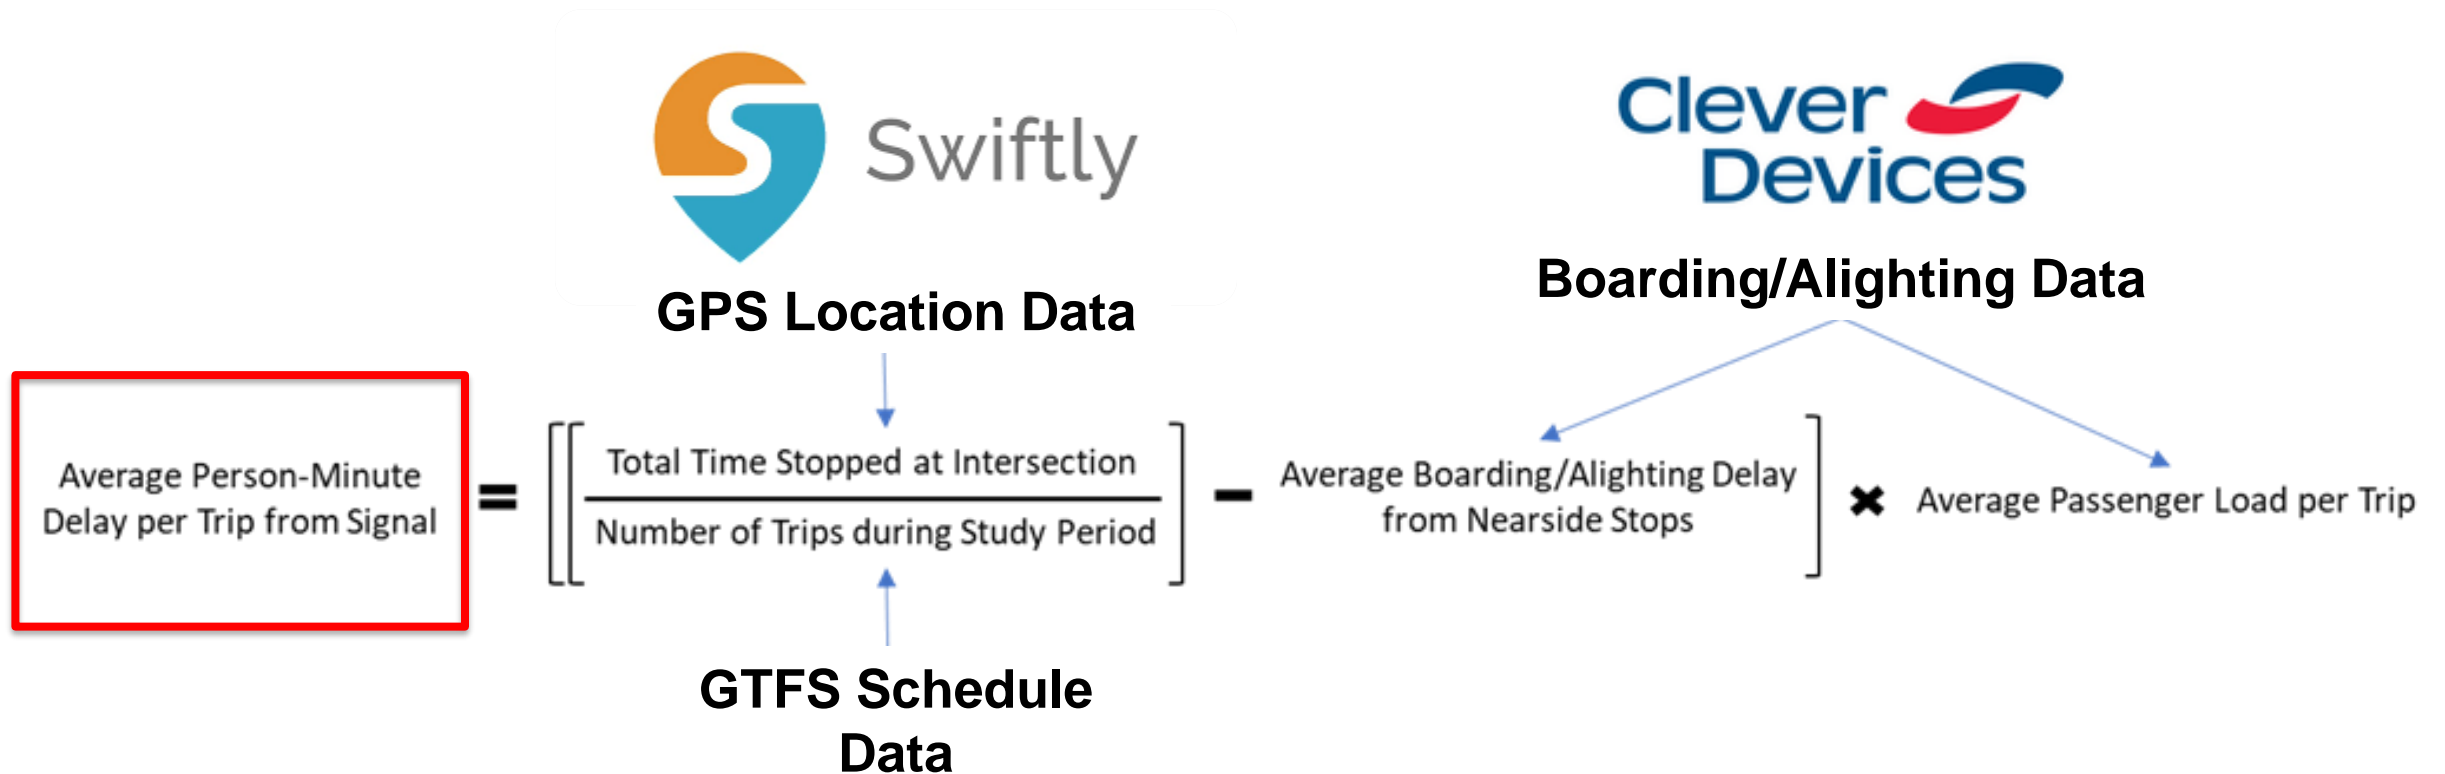 Swiftly
Clever
Devices
GPS Location Data
Boarding/Alighting Data
Average Person-Minute
Delay per Trip from Signal
=
Total Time Stopped at Intersection
Number of Trips during Study Period
-
Average Boarding/Alighting Delay
from Nearside Stops
×
Average Passenger Load per Trip
GTFS Schedule
Data